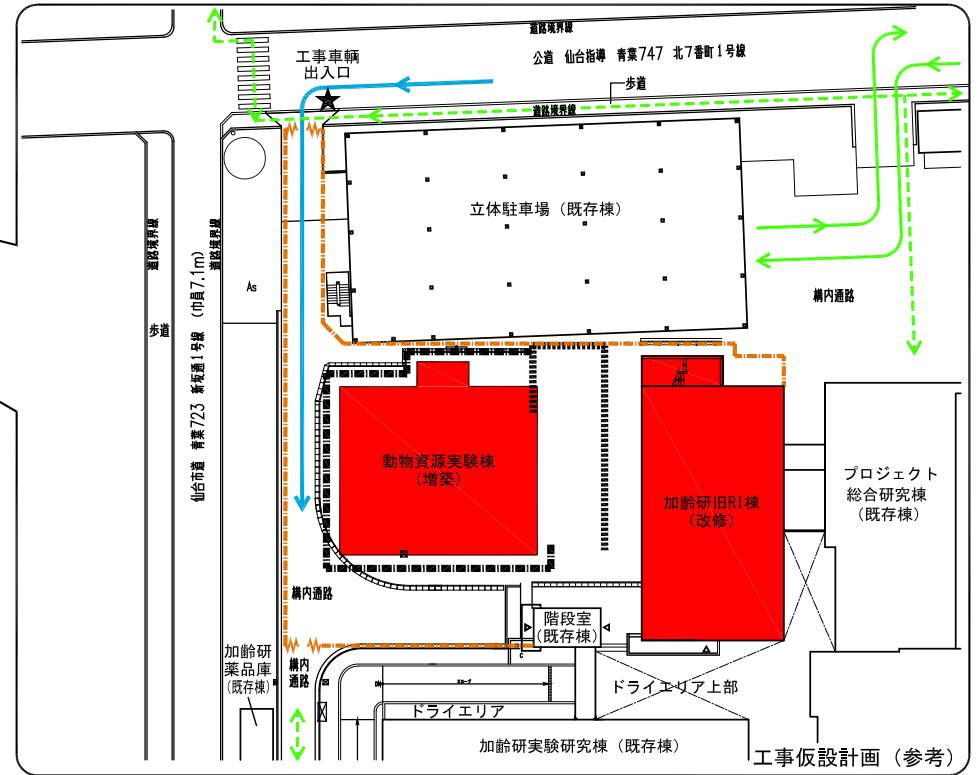 道路境界線
公道 仙台指導 青葉747 北7番町1号線
工事車輌
出入口
歩道
道路境界線
立体駐車場(既存棟)
道路境界線
道路境界線
仙台市道 青葉723 新坂通1号線 (巾員7.1m)
As
歩道
構内通路
動物資源実験棟
(増築)
加齢研旧RI棟
(改修)
プロジェクト
総合研究棟
(既存棟)
構内通路
階段室
(既存棟)
加齢研
薬品庫
(既存棟)
構内
通路
スロープ
ドライエリア上部
ドライエリア
加齢研実験研究棟(既存棟)
工事仮設計画(参考)